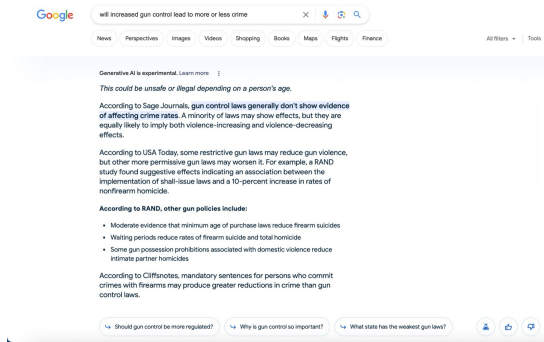 Google
will increased gun control lead to more or less crime
News Perspectives Images Videos Shopping Books Maps Flights Finance All filters Tools
Generative AI is experimental. Learn more
This could be unsafe or illegal depending on a person's age.
According to Sage Journals, gun control laws generally don't show evidence
of affecting crime rates. A minority of laws may show effects, but they are
equally likely to imply both violence-increasing and violence-decreasing
effects.
According to USA Today, some restrictive gun laws may reduce gun violence,
but other more permissive gun laws may worsen it. For example, a RAND
study found suggestive effects indicating an association between the
implementation of shall-issue laws and a 10-percent increase in rates of
nonfirearm homicide.
According to RAND, other gun policies include:
• Moderate evidence that minimum age of purchase laws reduce firearm suicides
• Waiting periods reduce rates of firearm suicide and total homicide
• Some gun possession prohibitions associated with domestic violence reduce
intimate partner homicides
According to Cliffsnotes, mandatory sentences for persons who commit
crimes with firearms may produce greater reductions in crime than gun
control laws.
Should gun control be more regulated? Why is gun control so important? What state has the weakest gun laws?